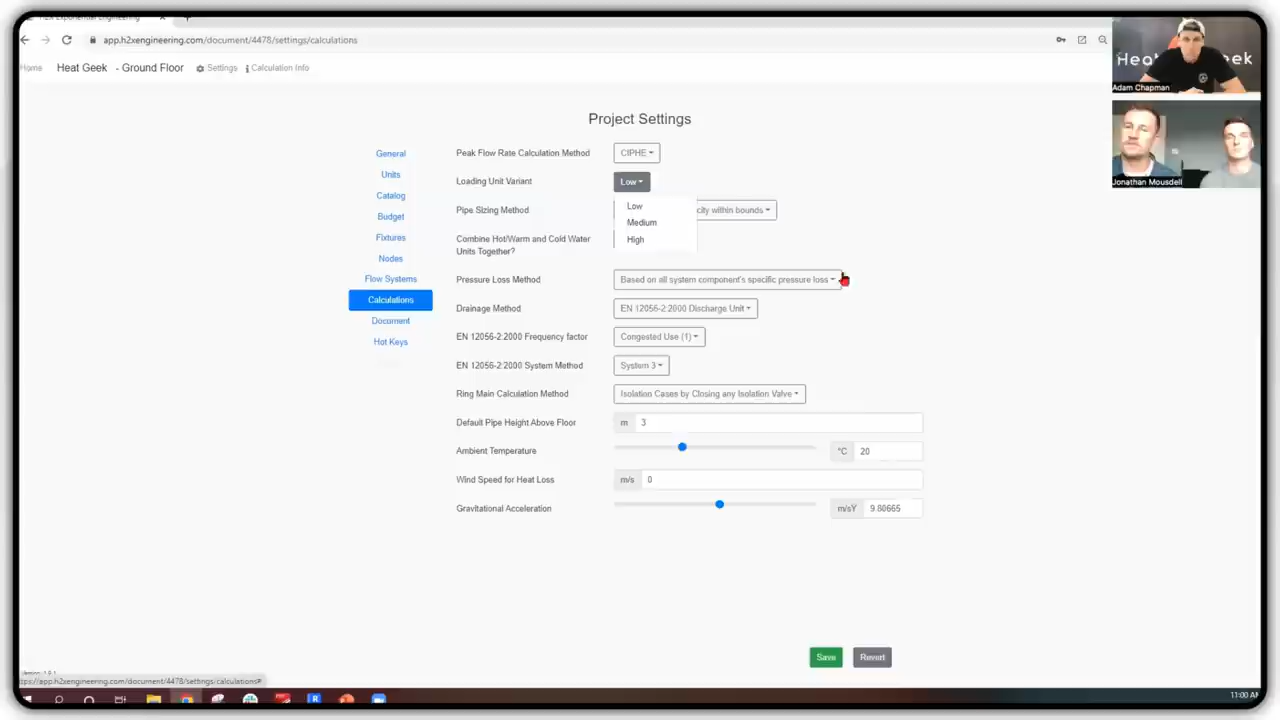 h2x Exponential Engineering
app.h2xengineering.com/document/4478/settings/calculations
Home Heat Geek - Ground Floor Settings Calculation Info
Hea Geek
Adam Chapman
Jonathan Mousdell
Project Settings
General
Units
Catalog
Budget
Fixtures
Nodes
Flow Systems
Calculations
Document
Hot Keys
Peak Flow Rate Calculation Method CIPHE
Loading Unit Variant Low
Low
Medium
High
Pipe Sizing Method city within bounds
Combine Hot/Warm and Cold Water
Units Together?
Pressure Loss Method Based on all system component's specific pressure loss
Drainage Method EN 12056-2:2000 Discharge Unit
EN 12056-2:2000 Frequency factor Congested Use (1)
EN 12056-2:2000 System Method System 3
Ring Main Calculation Method Isolation Cases by Closing any Isolation Valve
Default Pipe Height Above Floor m 3
Ambient Temperature °C 20
Wind Speed for Heat Loss m/s 0
Gravitational Acceleration m/sŸ 9.80665
Save Revert
tps://app.h2xengineering.com/document/4478/settings/calculations#
11:00 AM